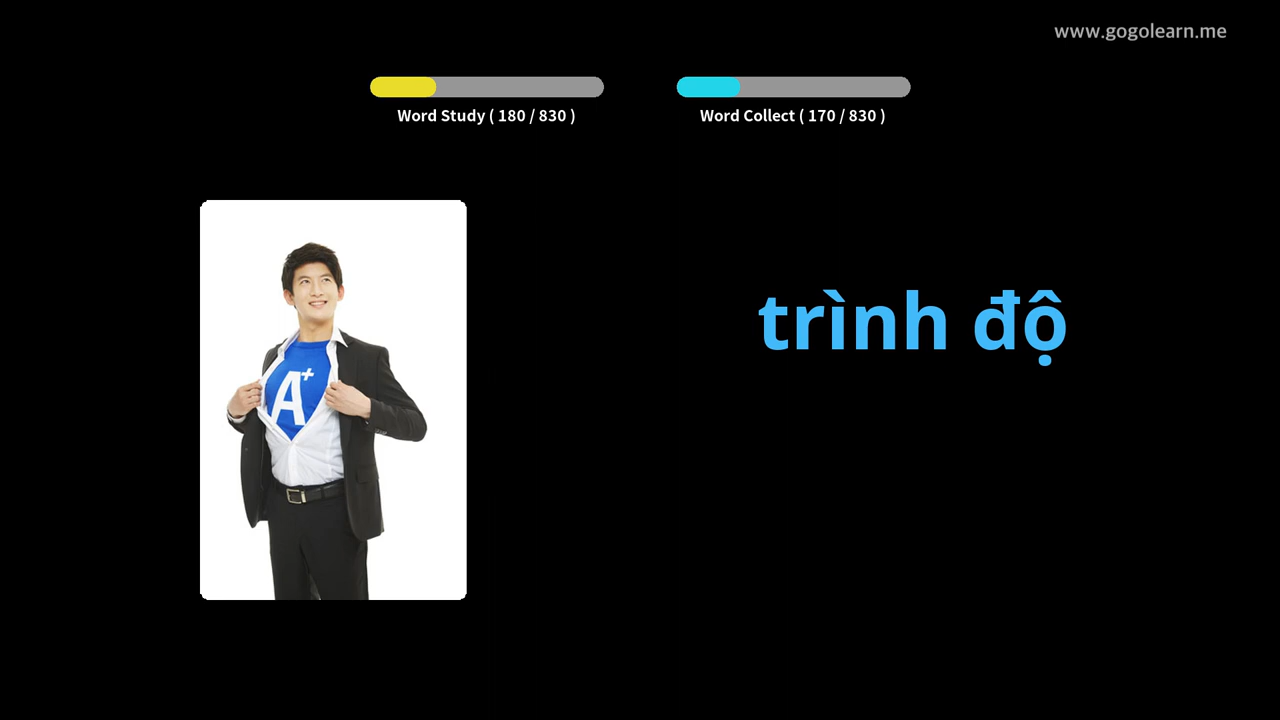 www.gogolearn.me
Word Study ( 180 / 830 )
Word Collect ( 170 / 830 )
A+
trình độ